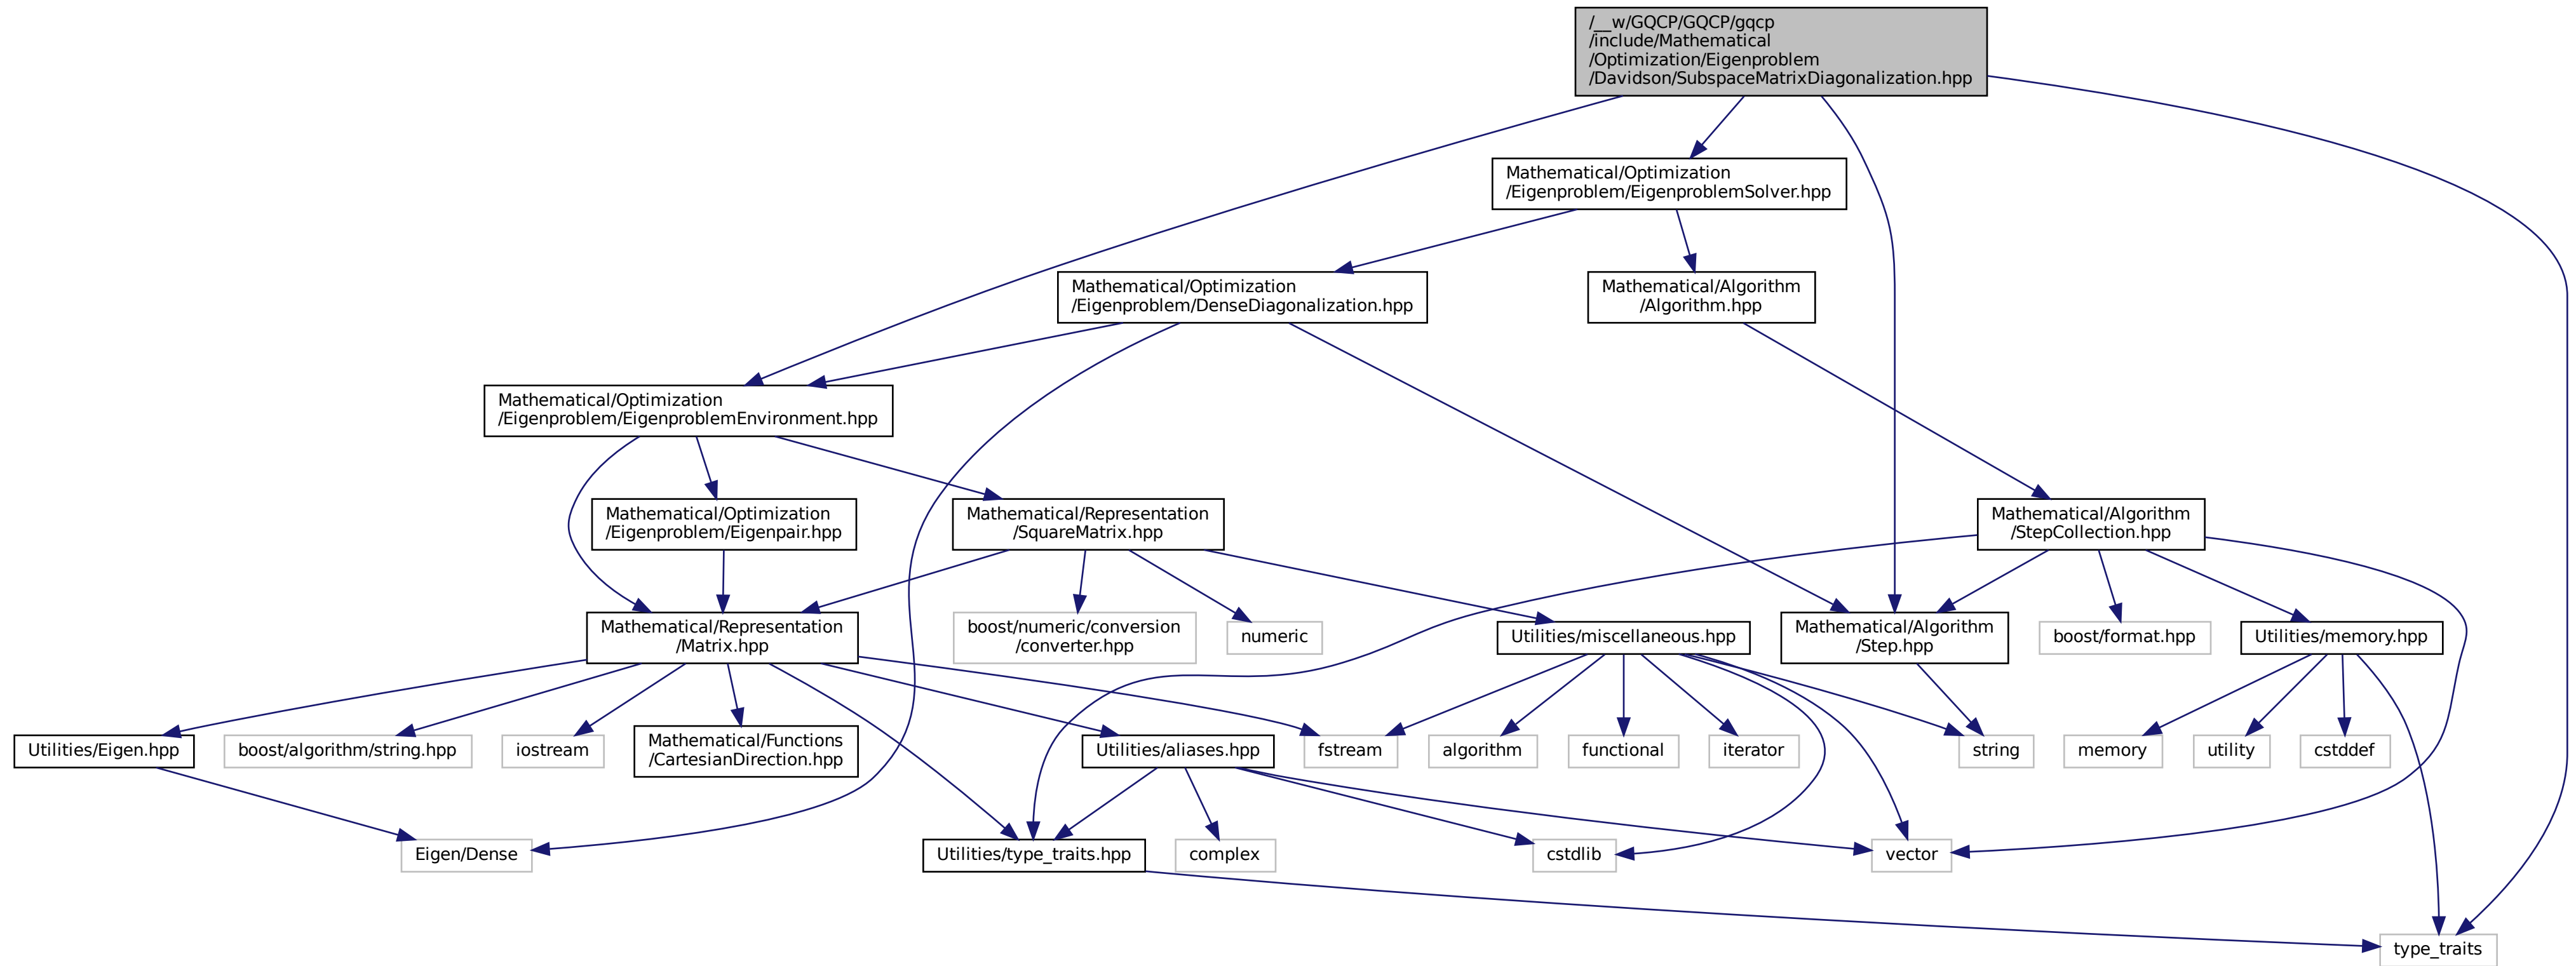 /__w/GQCP/GQCP/gqcp
/include/Mathematical
/Optimization/Eigenproblem
/Davidson/SubspaceMatrixDiagonalization.hpp
Mathematical/Optimization
/Eigenproblem/EigenproblemSolver.hpp
Mathematical/Optimization
/Eigenproblem/DenseDiagonalization.hpp
Mathematical/Algorithm
/Algorithm.hpp
Mathematical/Optimization
/Eigenproblem/EigenproblemEnvironment.hpp
Mathematical/Optimization
/Eigenproblem/Eigenpair.hpp
Mathematical/Representation
/SquareMatrix.hpp
Mathematical/Algorithm
/StepCollection.hpp
Mathematical/Representation
/Matrix.hpp
boost/numeric/conversion
/converter.hpp
numeric
Utilities/miscellaneous.hpp
Mathematical/Algorithm
/Step.hpp
boost/format.hpp
Utilities/memory.hpp
Utilities/Eigen.hpp
boost/algorithm/string.hpp
iostream
Mathematical/Functions
/CartesianDirection.hpp
Utilities/aliases.hpp
fstream
algorithm
functional
iterator
string
memory
utility
cstddef
Eigen/Dense
Utilities/type_traits.hpp
complex
cstdlib
vector
type_traits